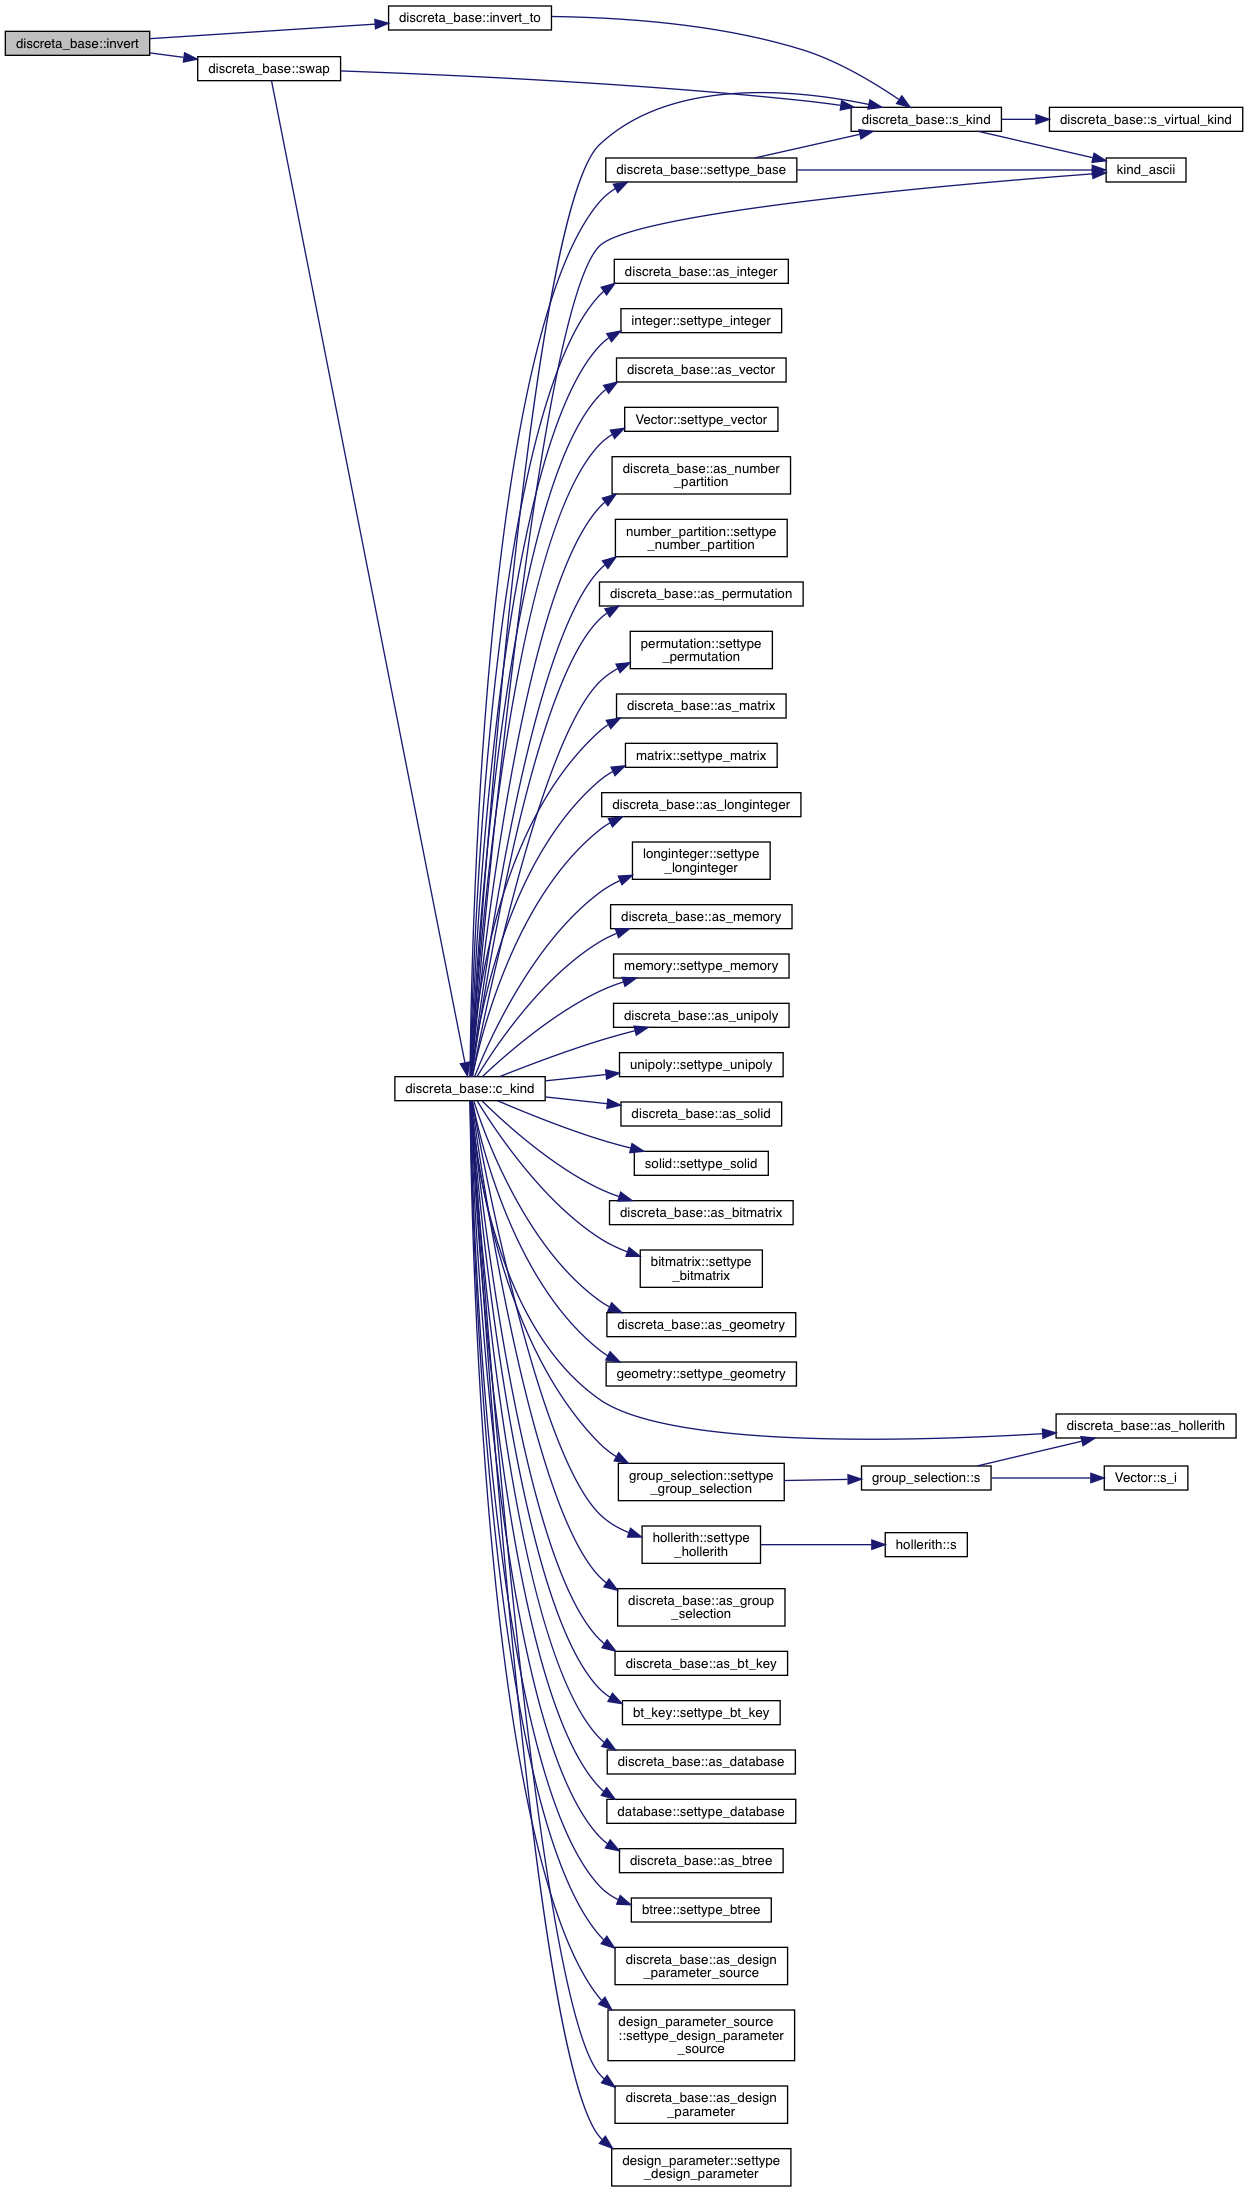 discreta_base::invert
discreta_base::invert_to
discreta_base::swap
discreta_base::s_kind
discreta_base::s_virtual_kind
discreta_base::settype_base
kind_ascii
discreta_base::as_integer
integer::settype_integer
discreta_base::as_vector
Vector::settype_vector
discreta_base::as_number
_partition
number_partition::settype
_number_partition
discreta_base::as_permutation
permutation::settype
_permutation
discreta_base::as_matrix
matrix::settype_matrix
discreta_base::as_longinteger
longinteger::settype
_longinteger
discreta_base::as_memory
memory::settype_memory
discreta_base::as_unipoly
unipoly::settype_unipoly
discreta_base::c_kind
discreta_base::as_solid
solid::settype_solid
discreta_base::as_bitmatrix
bitmatrix::settype
_bitmatrix
discreta_base::as_geometry
geometry::settype_geometry
discreta_base::as_hollerith
group_selection::settype
_group_selection
group_selection::s
Vector::s_i
hollerith::settype
_hollerith
hollerith::s
discreta_base::as_group
_selection
discreta_base::as_bt_key
bt_key::settype_bt_key
discreta_base::as_database
database::settype_database
discreta_base::as_btree
btree::settype_btree
discreta_base::as_design
_parameter_source
design_parameter_source
::settype_design_parameter
_source
discreta_base::as_design
_parameter
design_parameter::settype
_design_parameter